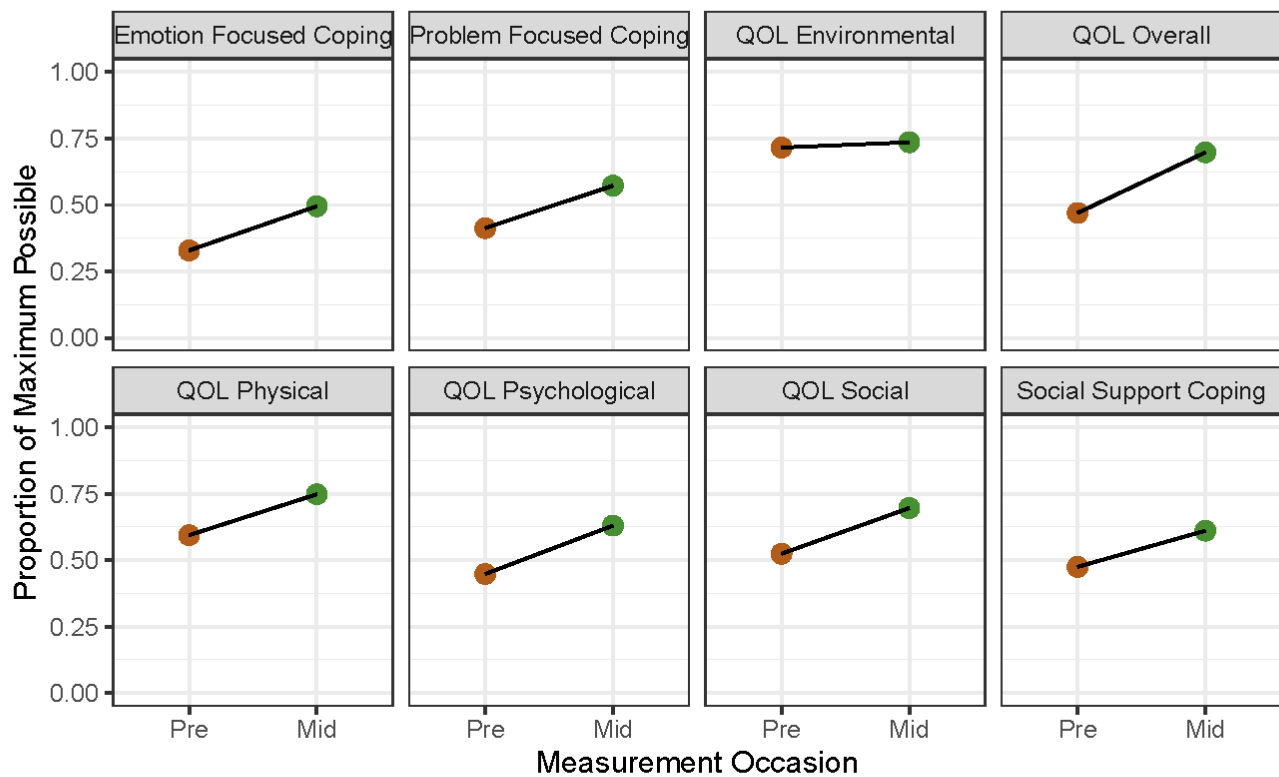 Emotion Focused Coping
Problem Focused Coping
QOL Environmental
QOL Overall
1.00
0.75
0.50
0.25
0.00
QOL Physical
QOL Psychological
QOL Social
Social Support Coping
1.00
0.75
0.50
0.25
0.00
Proportion of Maximum Possible
Pre
Mid
Pre
Mid
Pre
Mid
Pre
Mid
Measurement Occasion